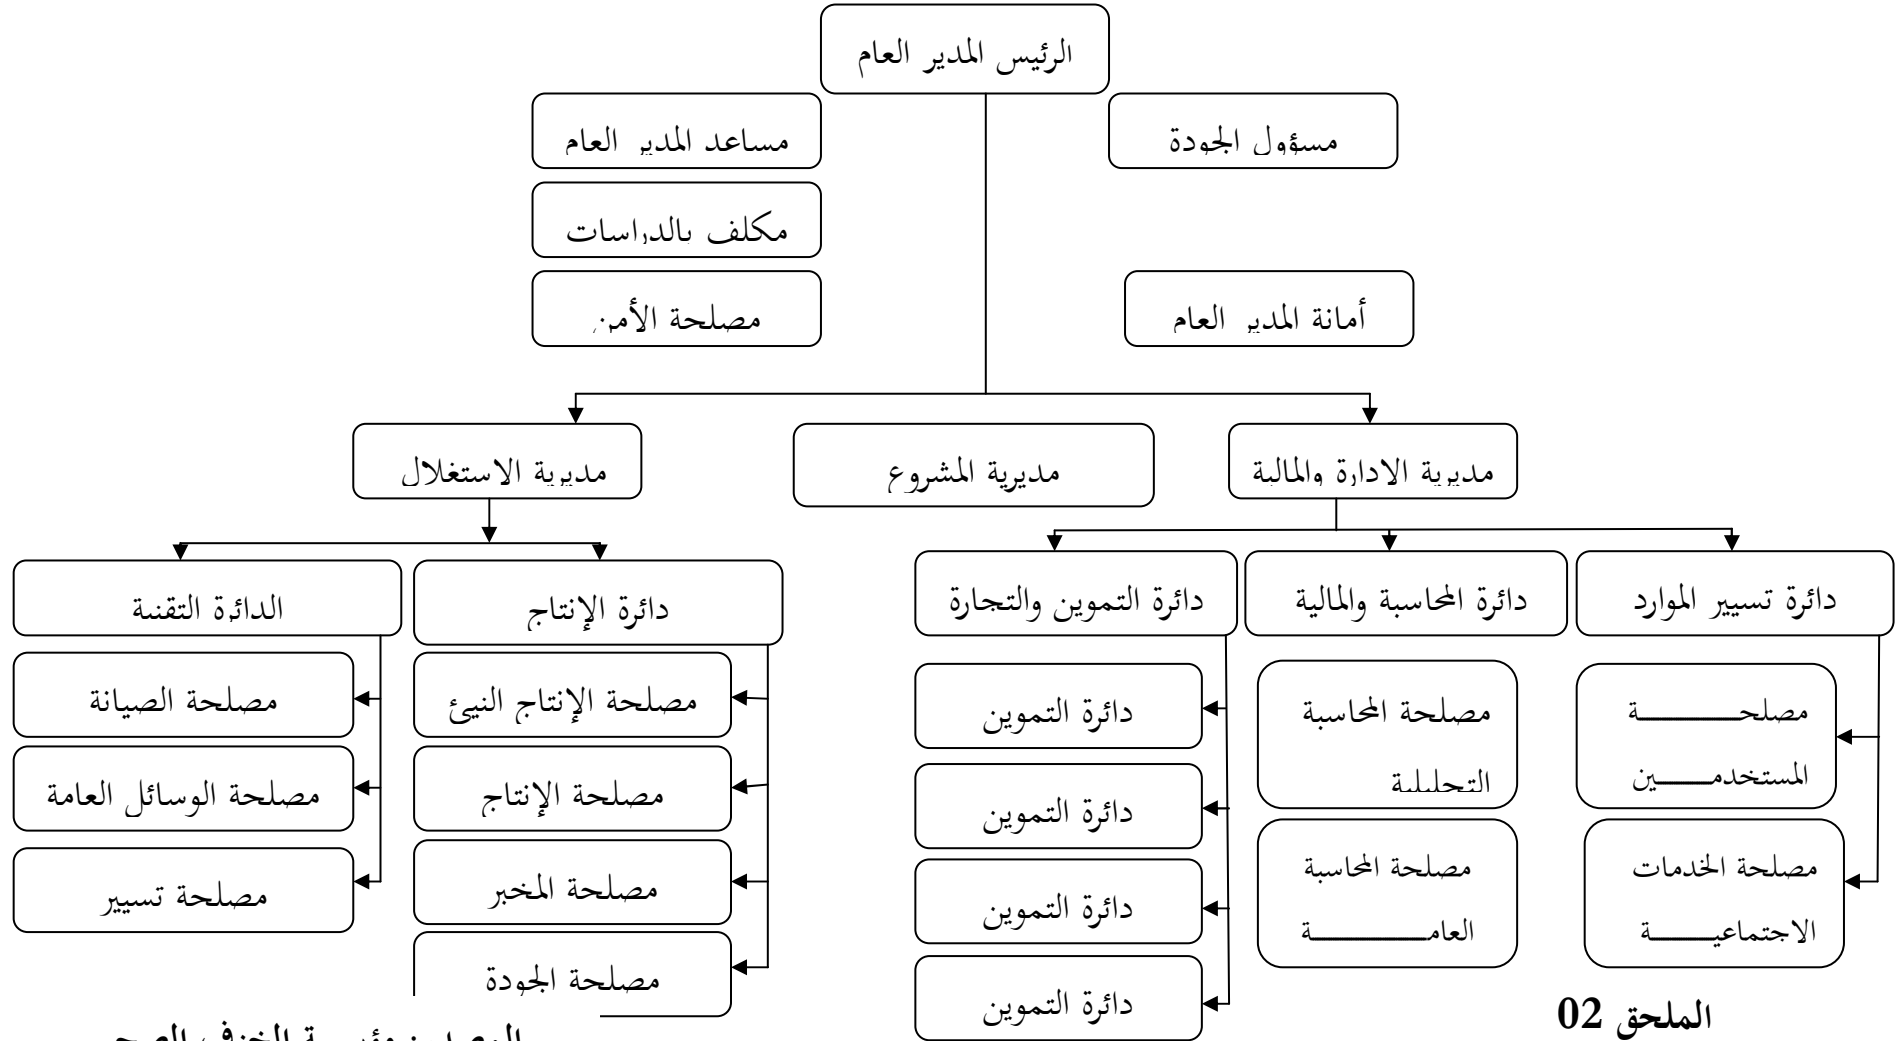 الرئيس المدير العام
مسؤول الجودة
مساعد المدير العام
مكلف بالدراسات
أمانة المدير العام
مصلحة الأمن
مديرية الادارة والمالية
مديرية المشروع
مديرية الاستغلال
دائرة تسيير الموارد
دائرة المحاسبة والمالية
دائرة التموين والتجارة
دائرة الإنتاج
الدائرة التقنية
مصلحة
المستخدمين
مصلحة الخدمات
الاجتماعية
مصلحة المحاسبة
التحليلية
مصلحة المحاسبة
العامة
دائرة التموين
دائرة التموين
دائرة التموين
دائرة التموين
مصلحة الإنتاج النيئ
مصلحة الإنتاج
مصلحة المخبر
مصلحة الجودة
مصلحة الصيانة
مصلحة الوسائل العامة
مصلحة تسيير
الملحق 02